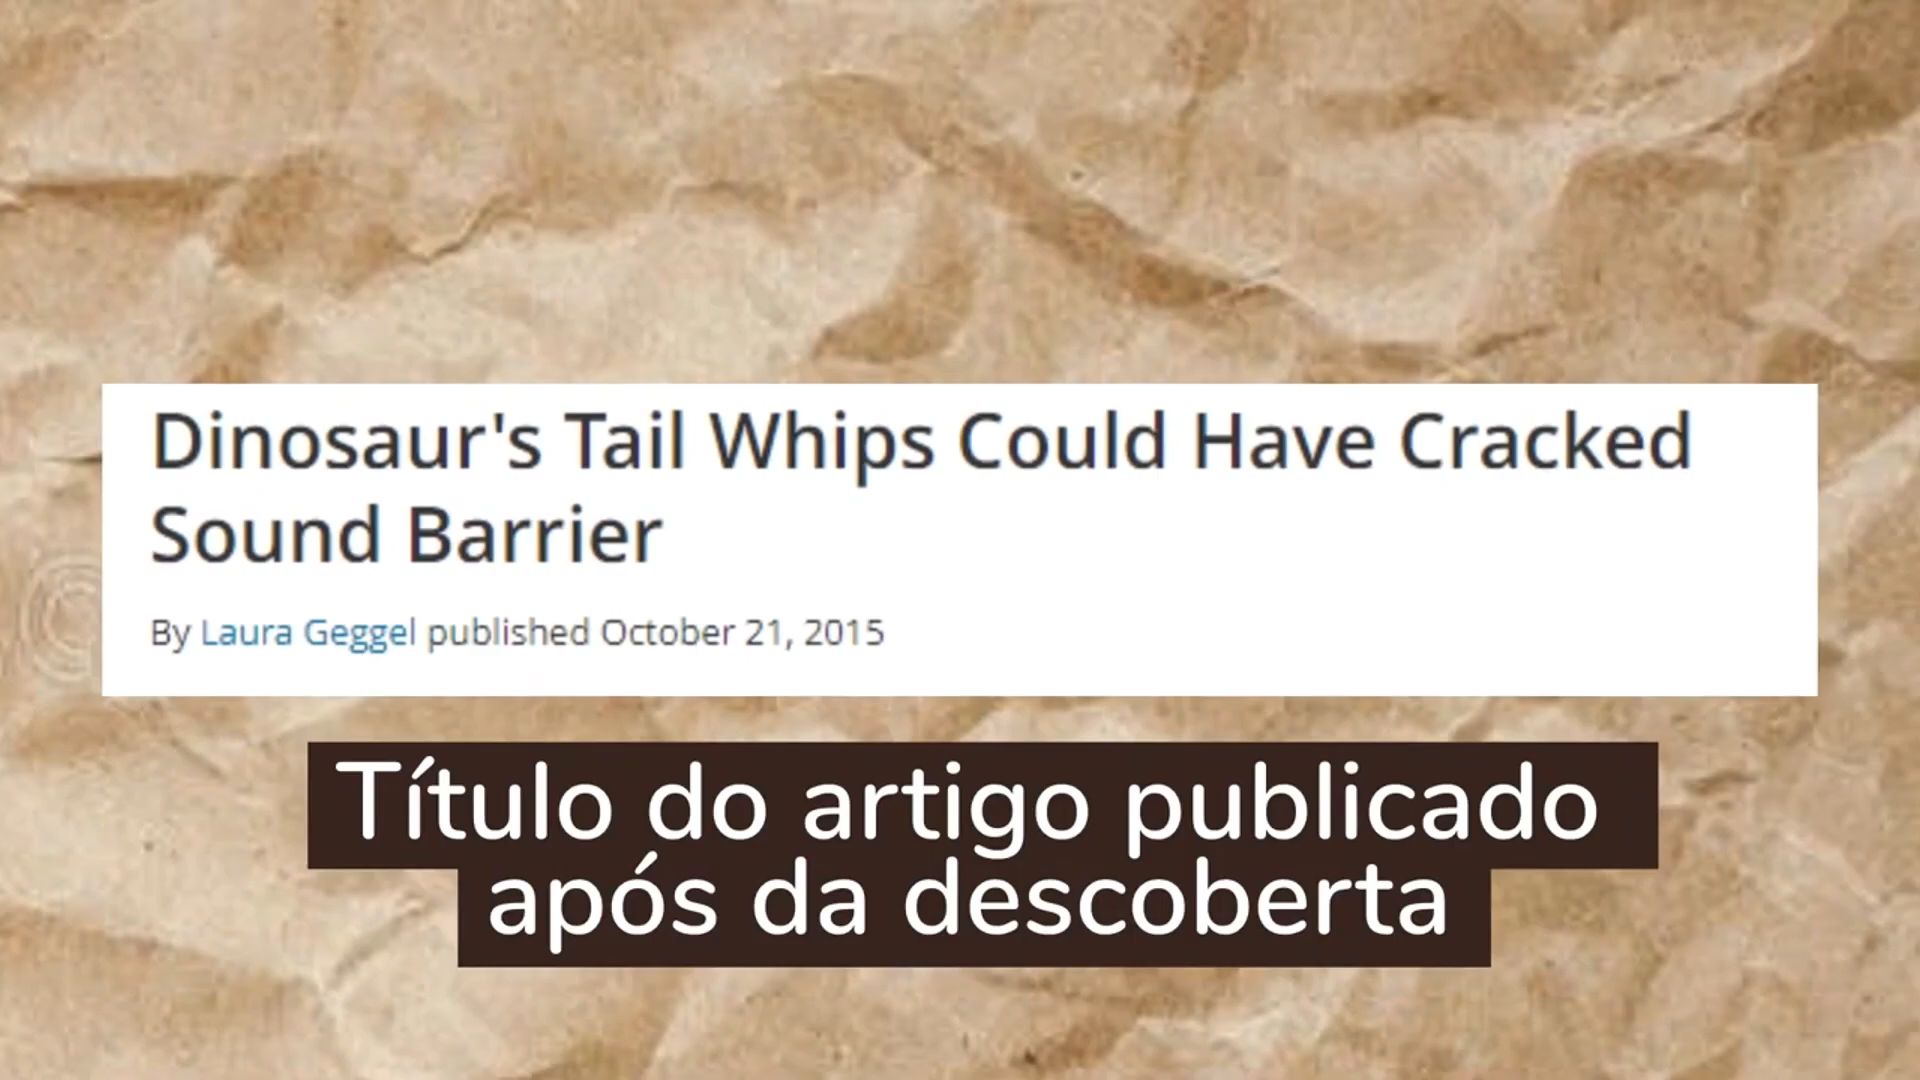 Dinosaur's Tail Whips Could Have Cracked
Sound Barrier
By Laura Geggel published October 21, 2015
Título do artigo publicado
após da descoberta